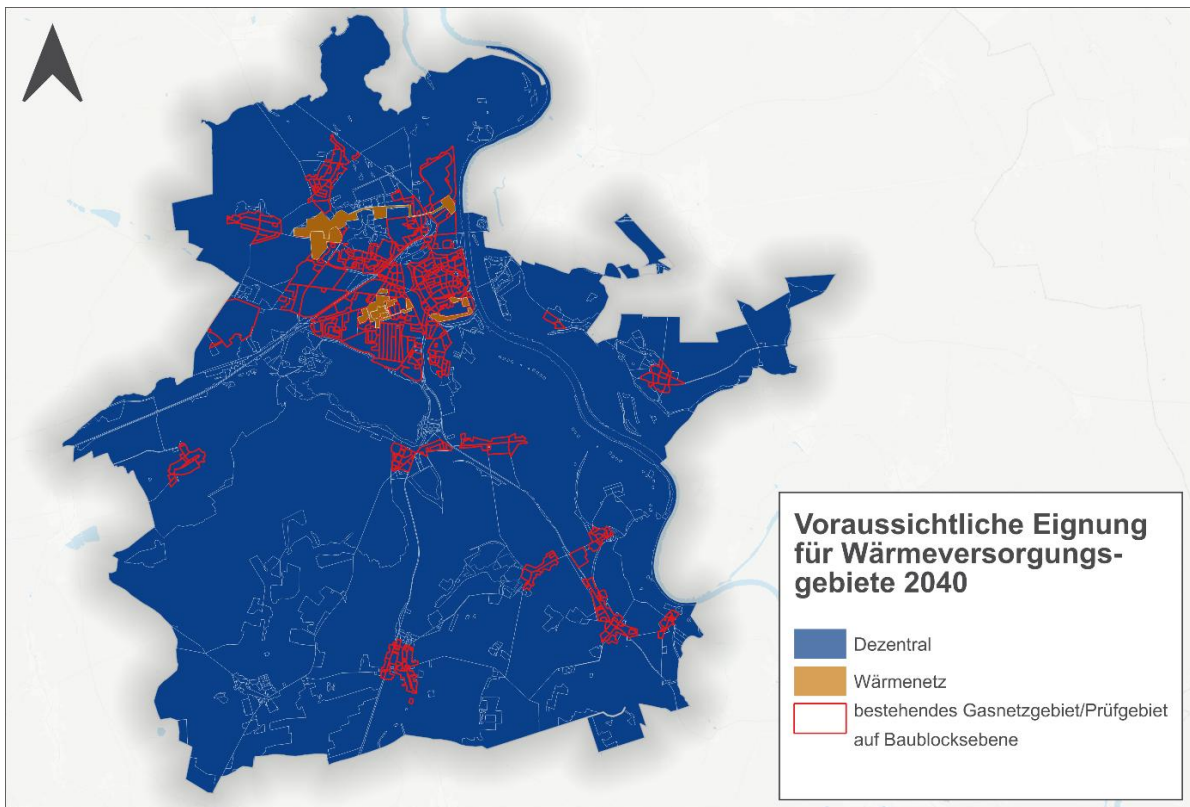 Voraussichtliche Eignung
für Wärmeversorgungs-
gebiete 2040
Dezentral
Wärmenetz
bestehendes Gasnetzgebiet/Prüfgebiet
auf Baublocksebene